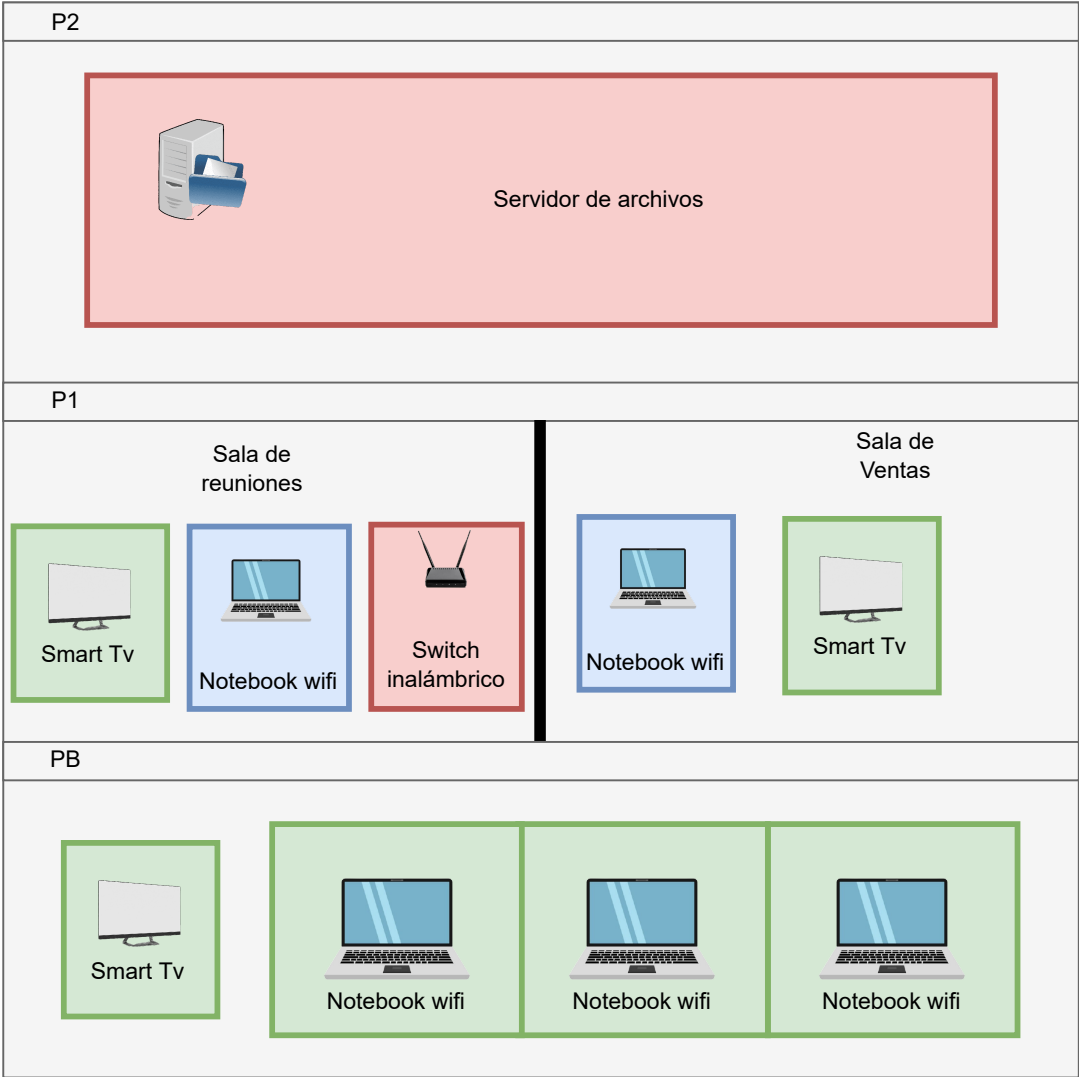 P2
Servidor de archivos
P1
Sala de
reuniones
Smart Tv
Notebook wifi
Switch
inalámbrico
Sala de
Ventas
Notebook wifi
Smart Tv
PB
Smart Tv
Notebook wifi
Notebook wifi
Notebook wifi